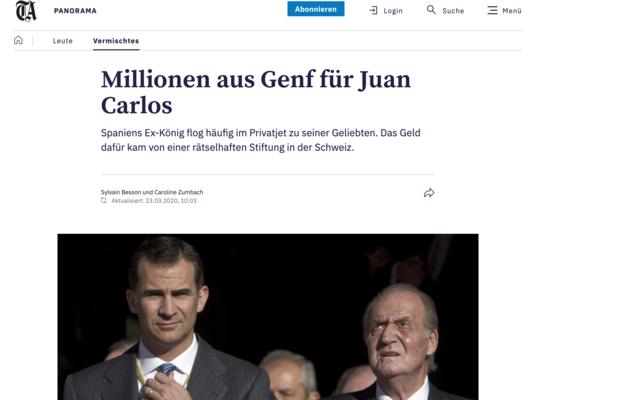 TA PANORAMA Abonnieren Login Suche Menü
Leute Vermischtes
Millionen aus Genf für Juan
Carlos
Spaniens Ex-König flog häufig im Privatjet zu seiner Geliebten. Das Geld
dafür kam von einer rätselhaften Stiftung in der Schweiz.
Sylvain Besson und Caroline Zumbach
Aktualisiert: 23.03.2020, 10:03